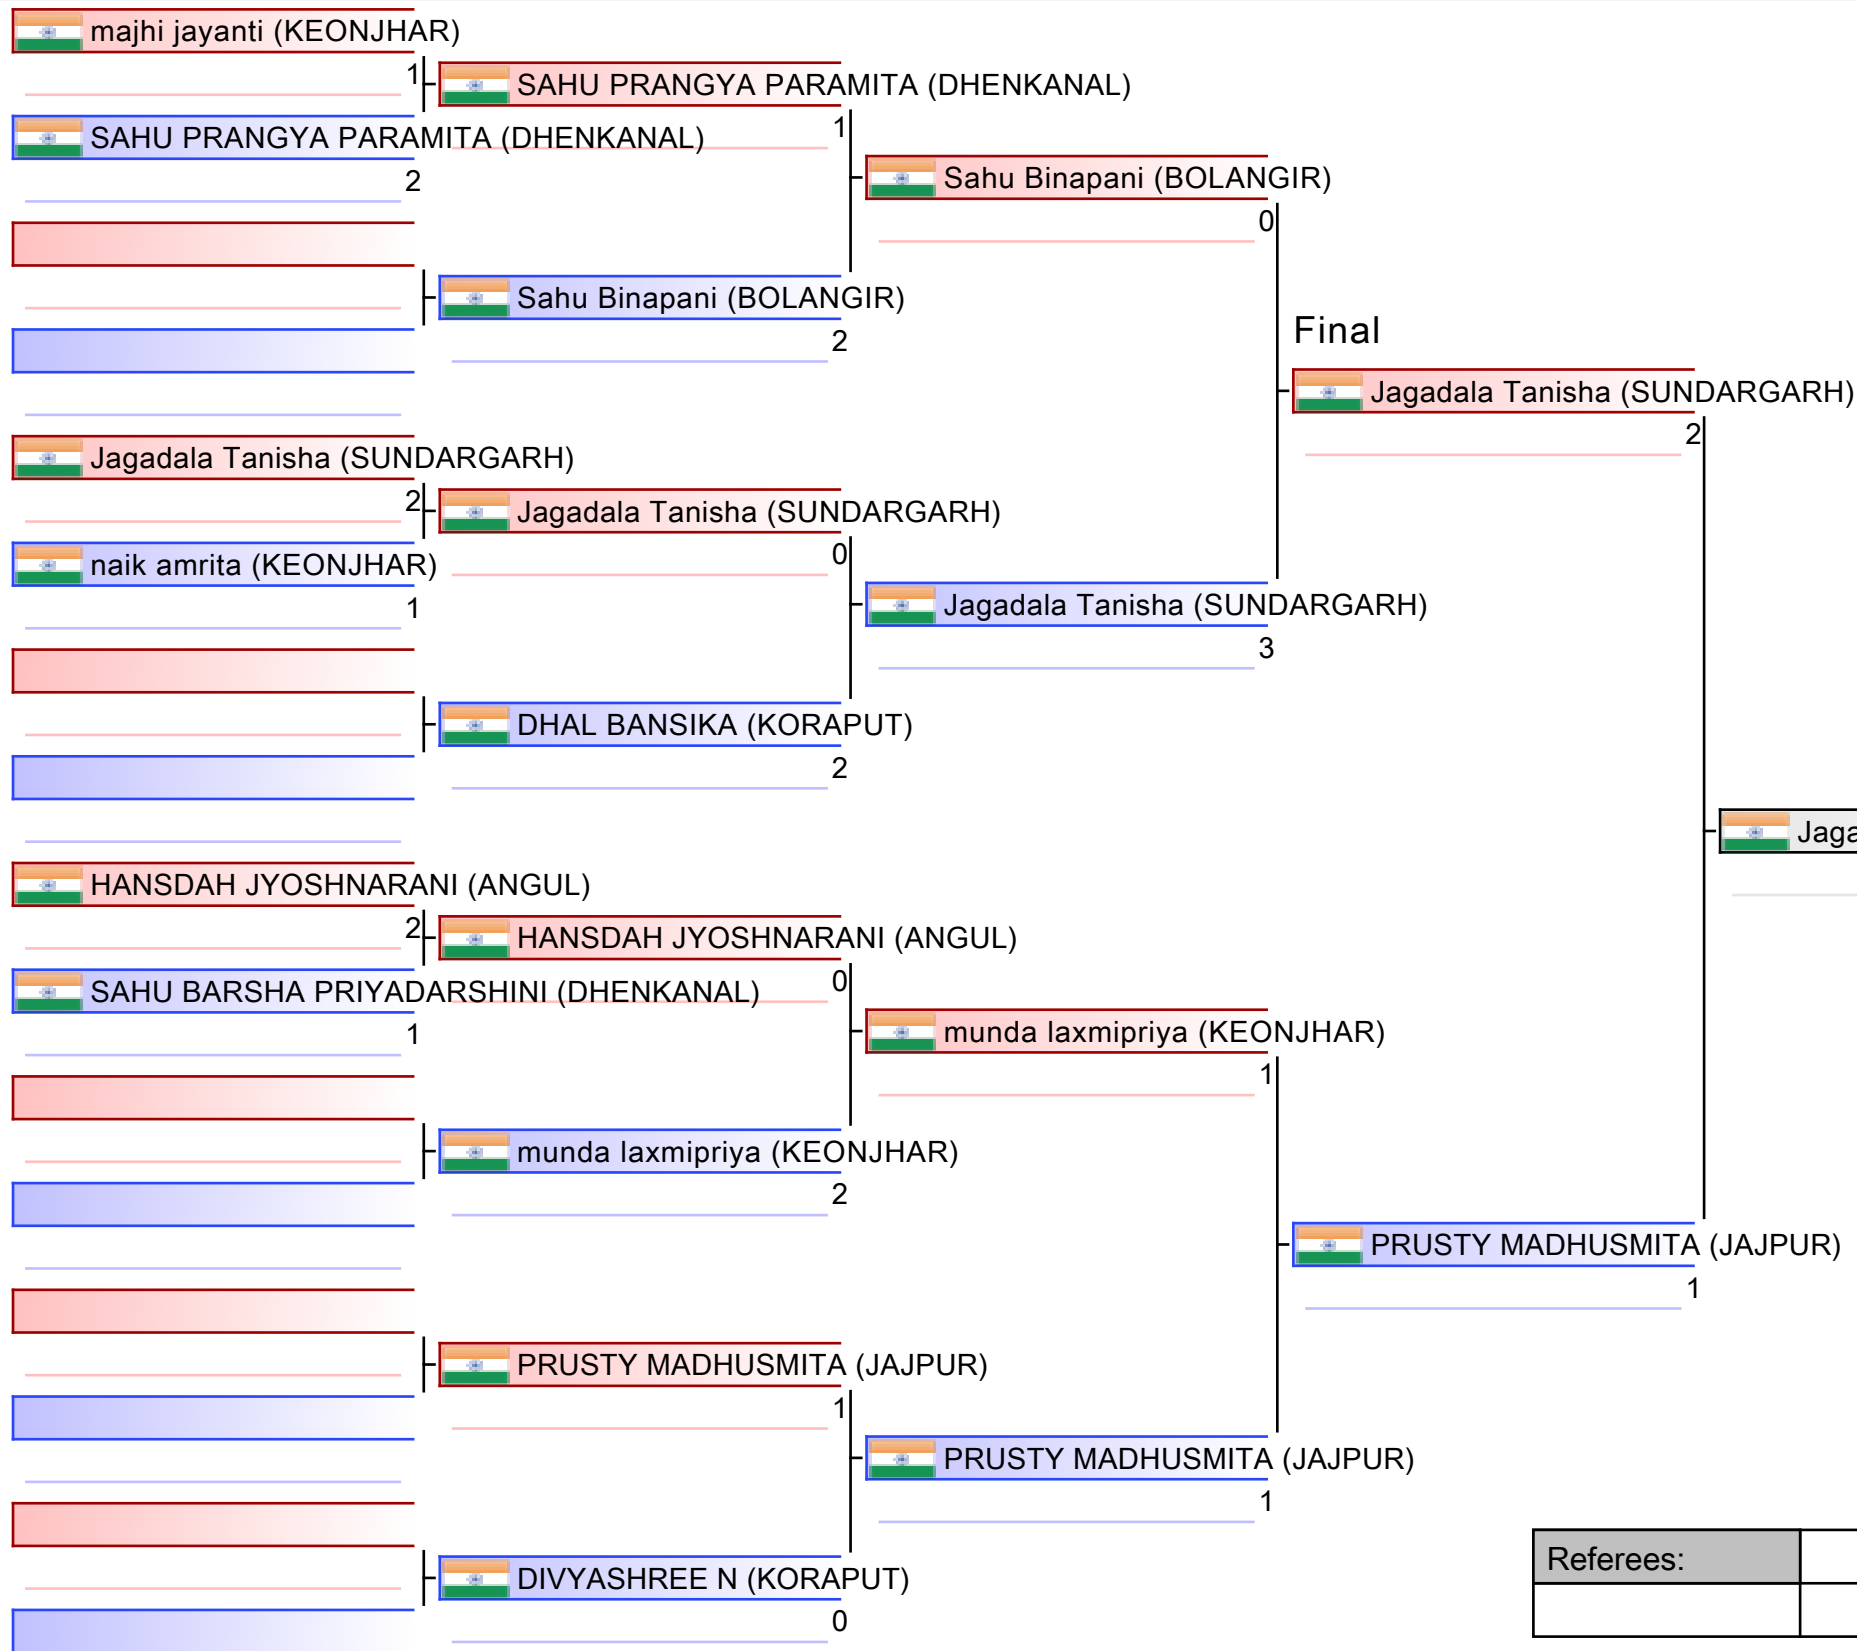 majhi jayanti (KEONJHAR)
1
SAHU PRANGYA PARAMITA (DHENKANAL)
SAHU PRANGYA PARAMITA (DHENKANAL)
1
2
Sahu Binapani (BOLANGIR)
0
Sahu Binapani (BOLANGIR)
2
Final
Jagadala Tanisha (SUNDARGARH)
2
Jagadala Tanisha (SUNDARGARH)
2
Jagadala Tanisha (SUNDARGARH)
0
naik amrita (KEONJHAR)
1
Jagadala Tanisha (SUNDARGARH)
3
DHAL BANSIKA (KORAPUT)
2
Jaga
HANSDAH JYOSHNARANI (ANGUL)
2
HANSDAH JYOSHNARANI (ANGUL)
0
SAHU BARSHA PRIYADARSHINI (DHENKANAL)
1
munda laxmipriya (KEONJHAR)
1
munda laxmipriya (KEONJHAR)
2
PRUSTY MADHUSMITA (JAJPUR)
1
PRUSTY MADHUSMITA (JAJPUR)
1
PRUSTY MADHUSMITA (JAJPUR)
1
DIVYASHREE N (KORAPUT)
0
Referees: